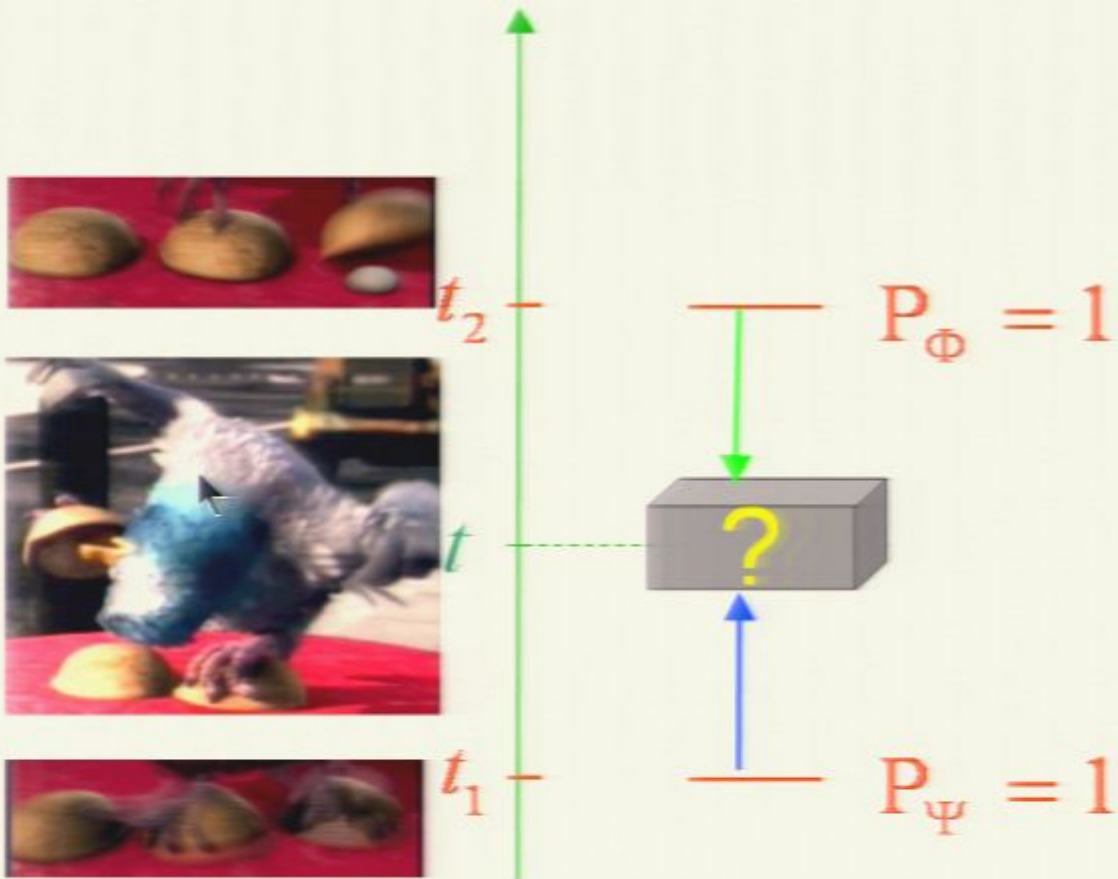 t₂
P_Φ = 1
?
t
t₁
P_Ψ = 1